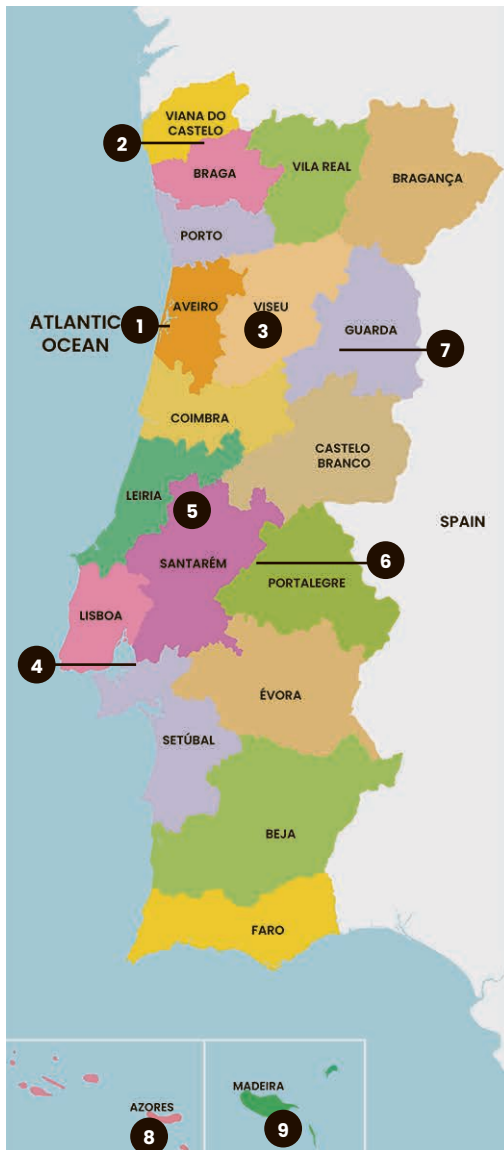 VIANA DO
CASTELO
2
BRAGA
VILA REAL
BRAGANÇA
PORTO
AVEIRO
VISEU
ATLANTIC
OCEAN
1
3
GUARDA
7
COIMBRA
CASTELO
BRANCO
LEIRIA
5
SPAIN
SANTARÉM
6
PORTALEGRE
LISBOA
4
ÉVORA
SETÚBAL
BEJA
FARO
AZORES
8
MADEIRA
9